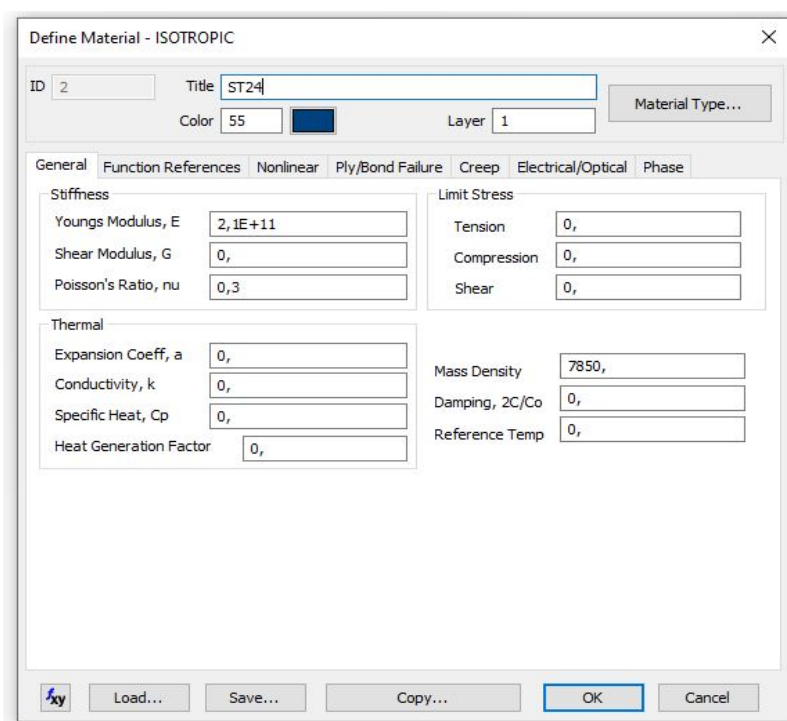 Define Material - ISOTROPIC
ID 2 Title ST24 Material Type...
Color 55 Layer 1
General Function References Nonlinear Ply/Bond Failure Creep Electrical/Optical Phase
Stiffness
Youngs Modulus, E 2,1E+11
Shear Modulus, G 0,
Poisson's Ratio, nu 0,3
Limit Stress
Tension 0,
Compression 0,
Shear 0,
Thermal
Expansion Coeff, a 0,
Conductivity, k 0,
Specific Heat, Cp 0,
Heat Generation Factor 0,
Mass Density 7850,
Damping, 2C/Co 0,
Reference Temp 0,
fxy Load... Save... Copy... OK Cancel